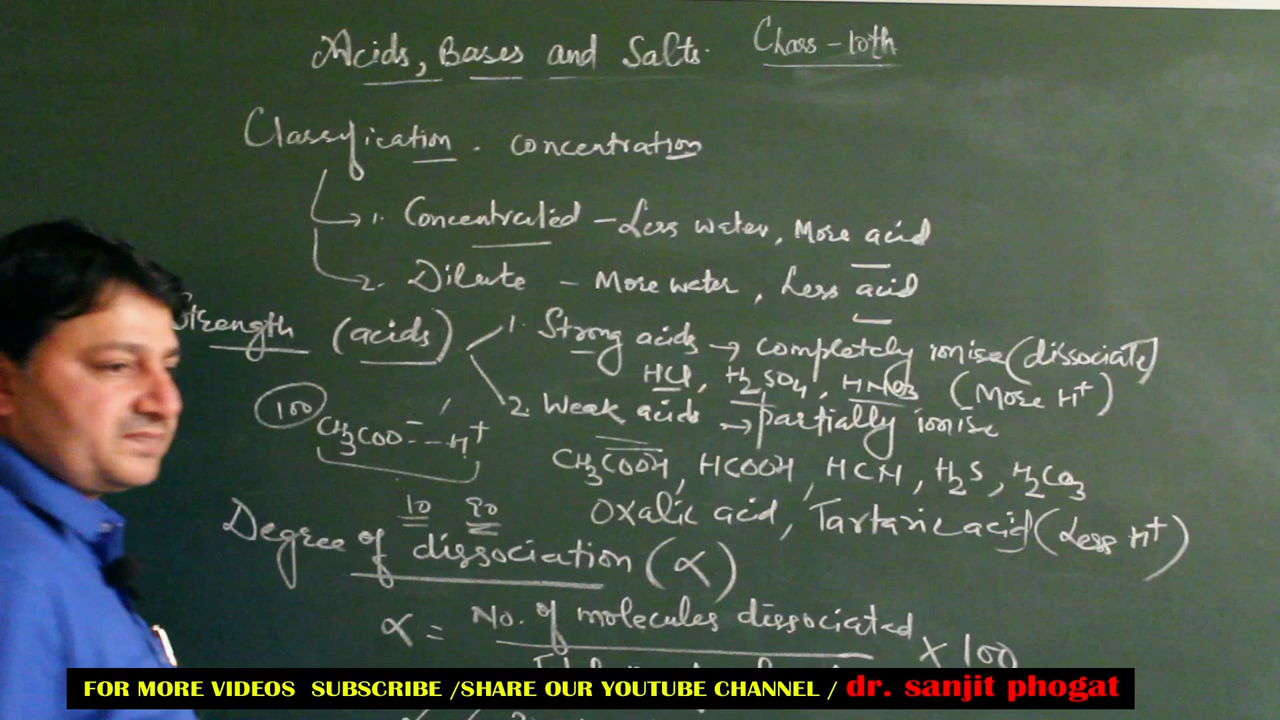 Acids, Bases and Salts. Class - 10th
Classification . concentration
1. Concentrated - Less water, More acid
2. Dilute - More water, Less acid
Strength (acids)
1. Strong acids → completely ionise (dissociate)
HCl, H2SO4, HNO3 (More H+)
2. Weak acids → partially ionise
100 CH3COO- -- H+
CH3COOH, HCOOH, HCN, H2S, H2CO3
10 90
Oxalic acid, Tartaric acid (Less H+)
Degree of dissociation (α)
α = No. of molecules dissociated × 100
FOR MORE VIDEOS SUBSCRIBE /SHARE OUR YOUTUBE CHANNEL / dr. sanjit phogat